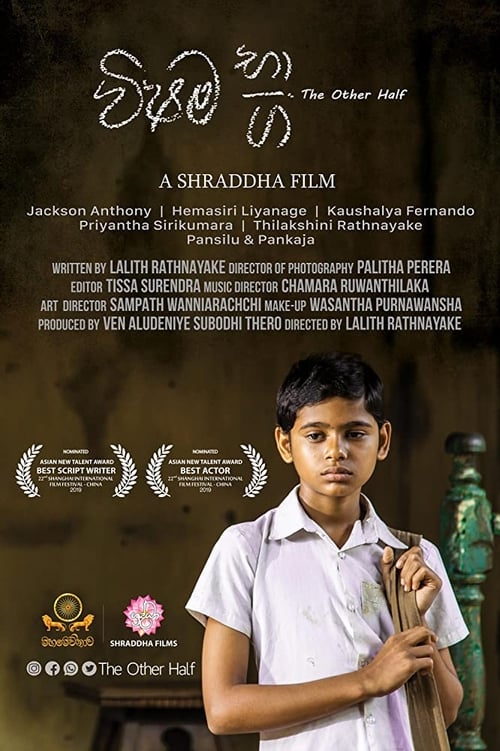 විෂම භාග The Other Half
A SHRADDHA FILM
Jackson Anthony | Hemasiri Liyanage | Kaushalya Fernando
Priyantha Sirikumara | Thilakshini Rathnayake
Pansilu & Pankaja
WRITTEN BY LALITH RATHNAYAKE DIRECTOR OF PHOTOGRAPHY PALITHA PERERA
EDITOR TISSA SURENDRA MUSIC DIRECTOR CHAMARA RUWANTHILAKA
ART DIRECTOR SAMPATH WANNIARACHCHI MAKE-UP WASANTHA PURNAWANSHA
PRODUCED BY VEN ALUDENIYE SUBODHI THERO DIRECTED BY LALITH RATHNAYAKE
NOMINATED
ASIAN NEW TALENT AWARD
BEST SCRIPT WRITER
22nd SHANGHAI INTERNATIONAL
FILM FESTIVAL - CHINA
2019
NOMINATED
ASIAN NEW TALENT AWARD
BEST ACTOR
22nd SHANGHAI INTERNATIONAL
FILM FESTIVAL - CHINA
2019
මහමෙව්නාව
SHRADDHA FILMS
The Other Half